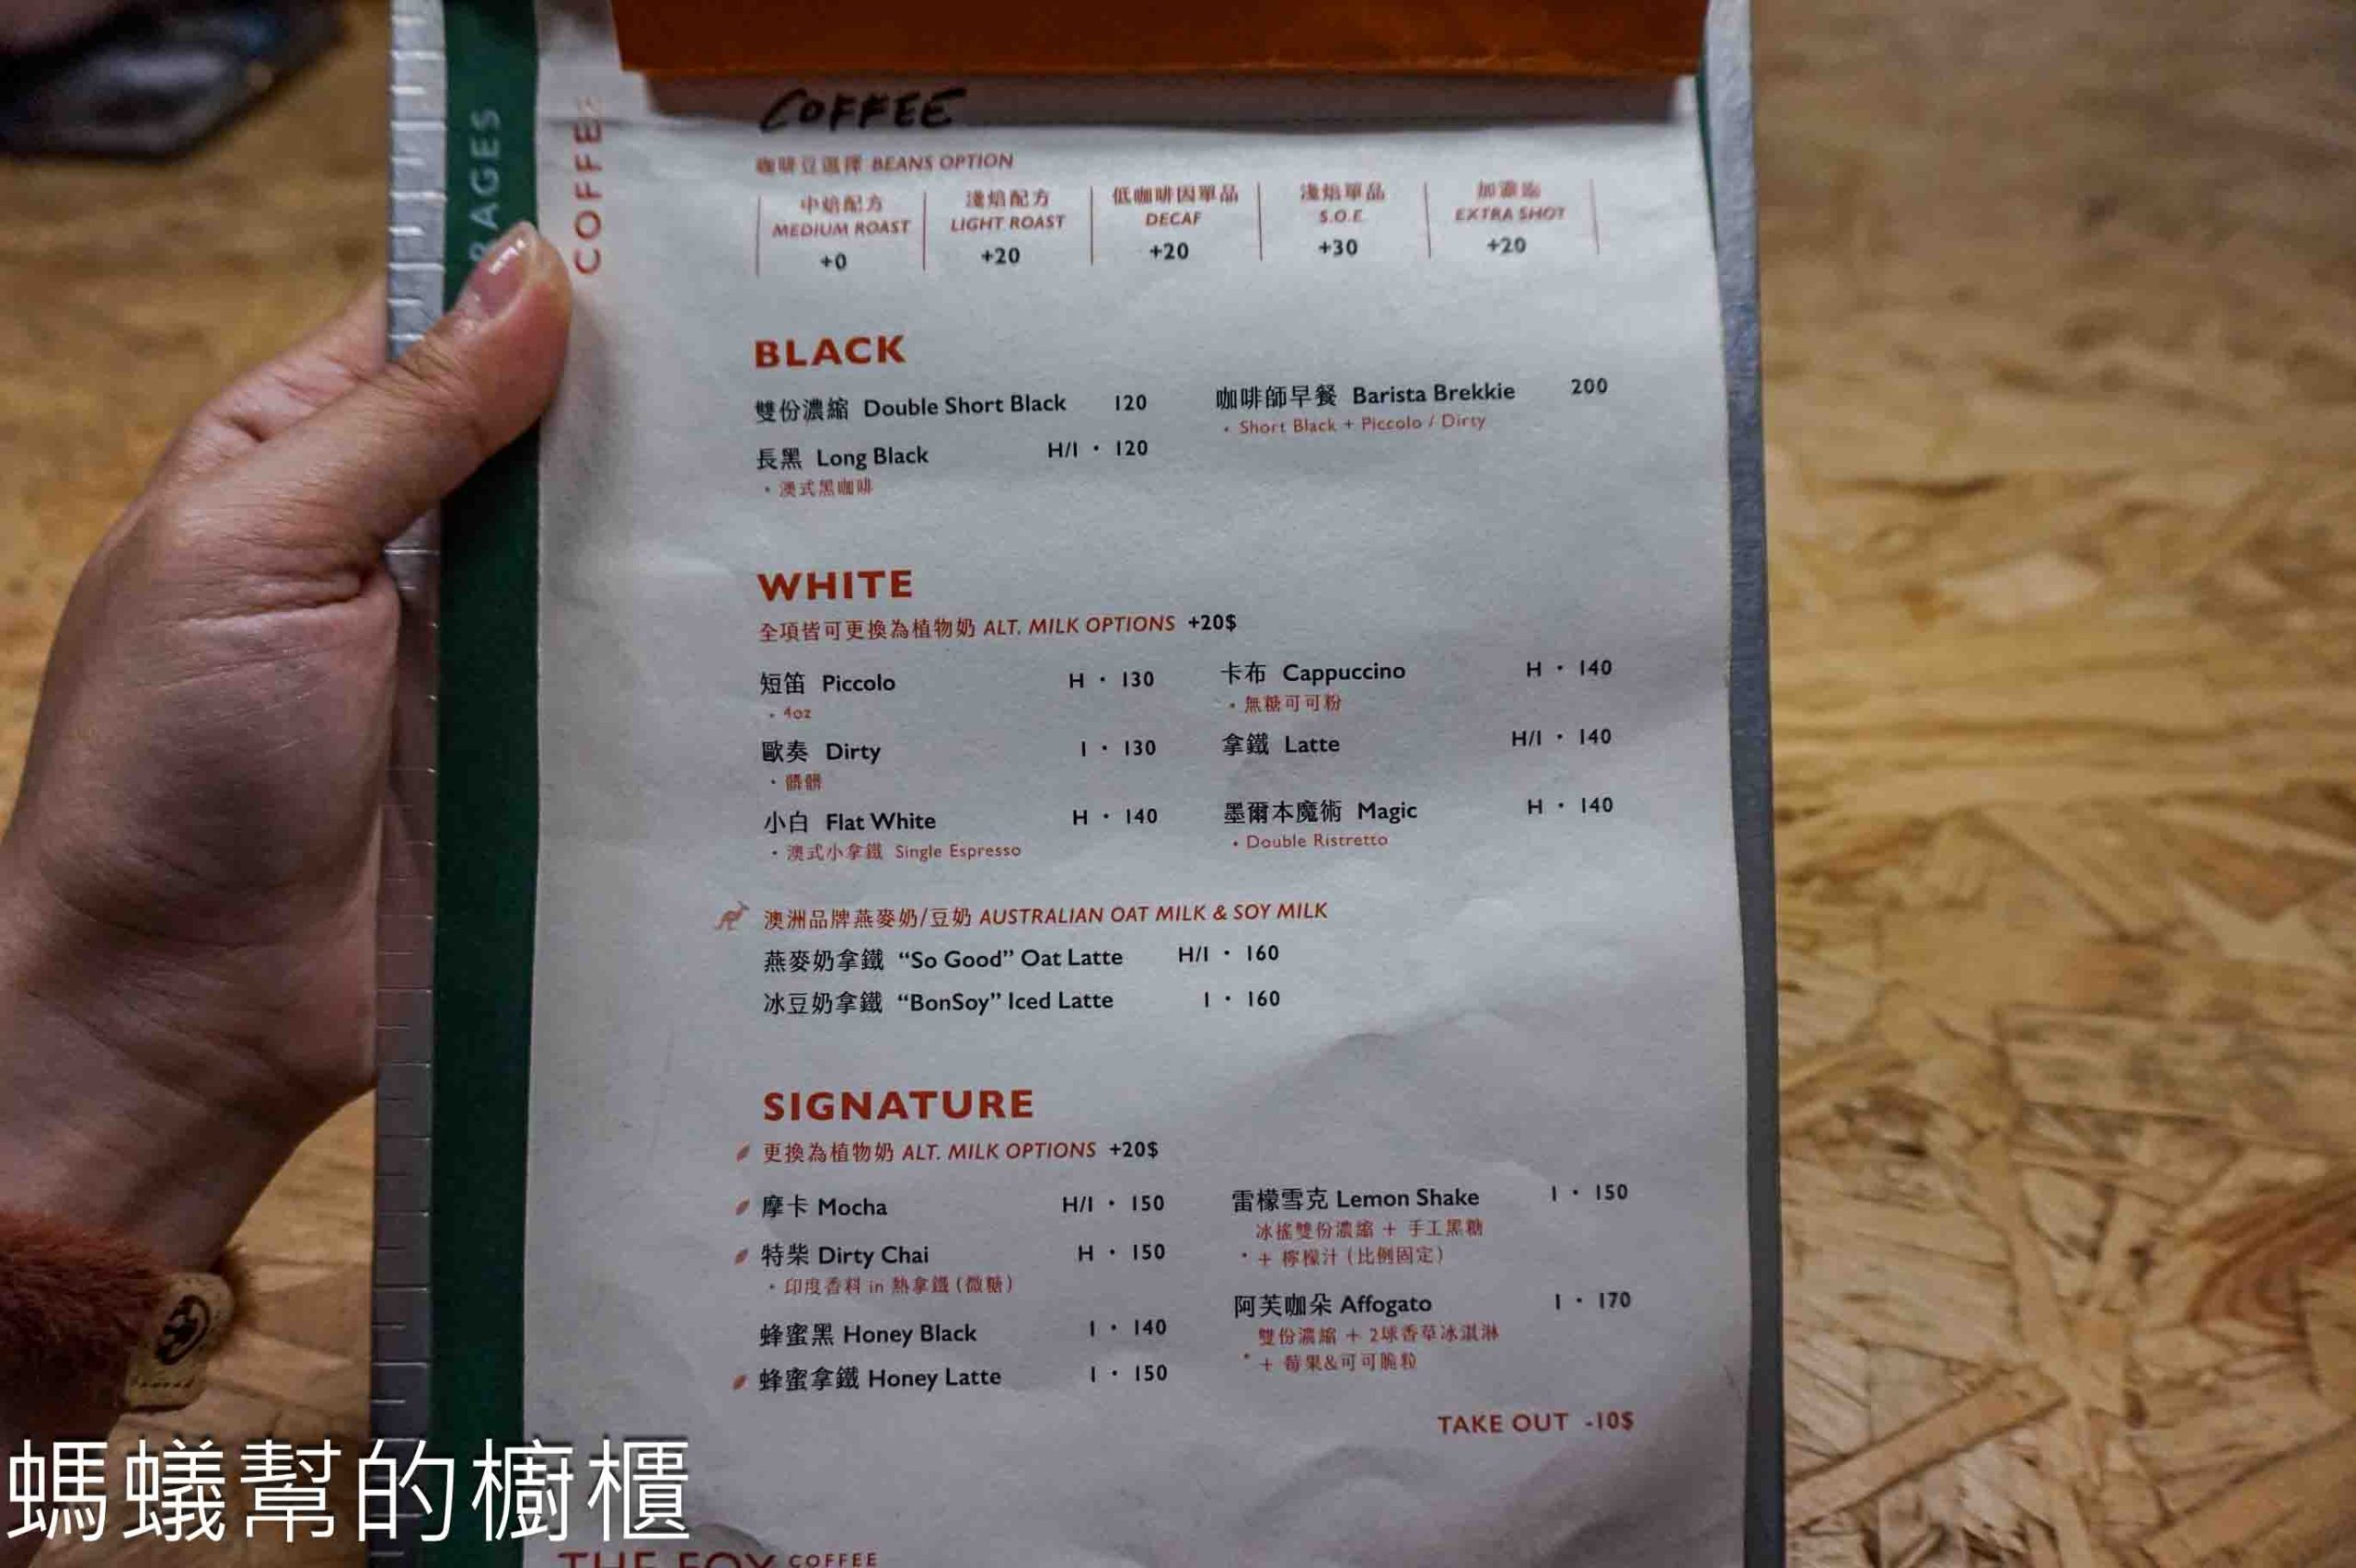 RAGES
COFFEE
COFFEE
咖啡豆選擇 BEANS OPTION
中焙配方 淺焙配方 低咖啡因單品 淺焙單品 加濃縮
MEDIUM ROAST LIGHT ROAST DECAF S.O.E EXTRA SHOT
+0 +20 +20 +30 +20
BLACK
雙份濃縮 Double Short Black 120
長黑 Long Black H/I · 120
· 澳式黑咖啡
咖啡師早餐 Barista Brekkie 200
· Short Black + Piccolo / Dirty
WHITE
全項皆可更換為植物奶 ALT. MILK OPTIONS +20$
短笛 Piccolo H · 130
· 4oz
歐奏 Dirty I · 130
· 髒髒
小白 Flat White H · 140
· 澳式小拿鐵 Single Espresso
卡布 Cappuccino H · 140
· 無糖可可粉
拿鐵 Latte H/I · 140
墨爾本魔術 Magic H · 140
· Double Ristretto
澳洲品牌燕麥奶/豆奶 AUSTRALIAN OAT MILK & SOY MILK
燕麥奶拿鐵 “So Good” Oat Latte H/I · 160
冰豆奶拿鐵 “BonSoy” Iced Latte I · 160
SIGNATURE
更換為植物奶 ALT. MILK OPTIONS +20$
摩卡 Mocha H/I · 150
特柴 Dirty Chai H · 150
· 印度香料 in 熱拿鐵 (微糖)
蜂蜜黑 Honey Black I · 140
蜂蜜拿鐵 Honey Latte I · 150
雷檬雪克 Lemon Shake I · 150
冰搖雙份濃縮 + 手工黑糖
· + 檸檬汁 (比例固定)
阿芙咖朵 Affogato I · 170
雙份濃縮 + 2球香草冰淇淋
· + 莓果&可可脆粒
TAKE OUT -10$
THE FOX COFFEE
螞蟻幫的櫥櫃